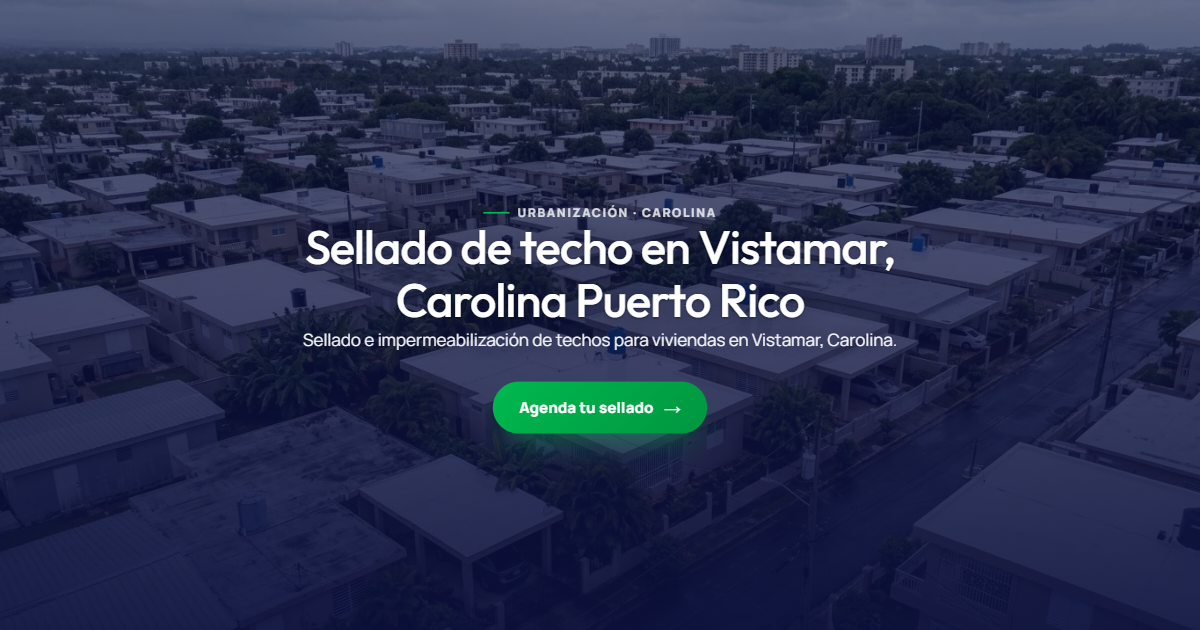 URBANIZACIÓN · CAROLINA
Sellado de techo en Vistamar,
Carolina Puerto Rico
Sellado e impermeabilización de techos para viviendas en Vistamar, Carolina.
Agenda tu sellado →